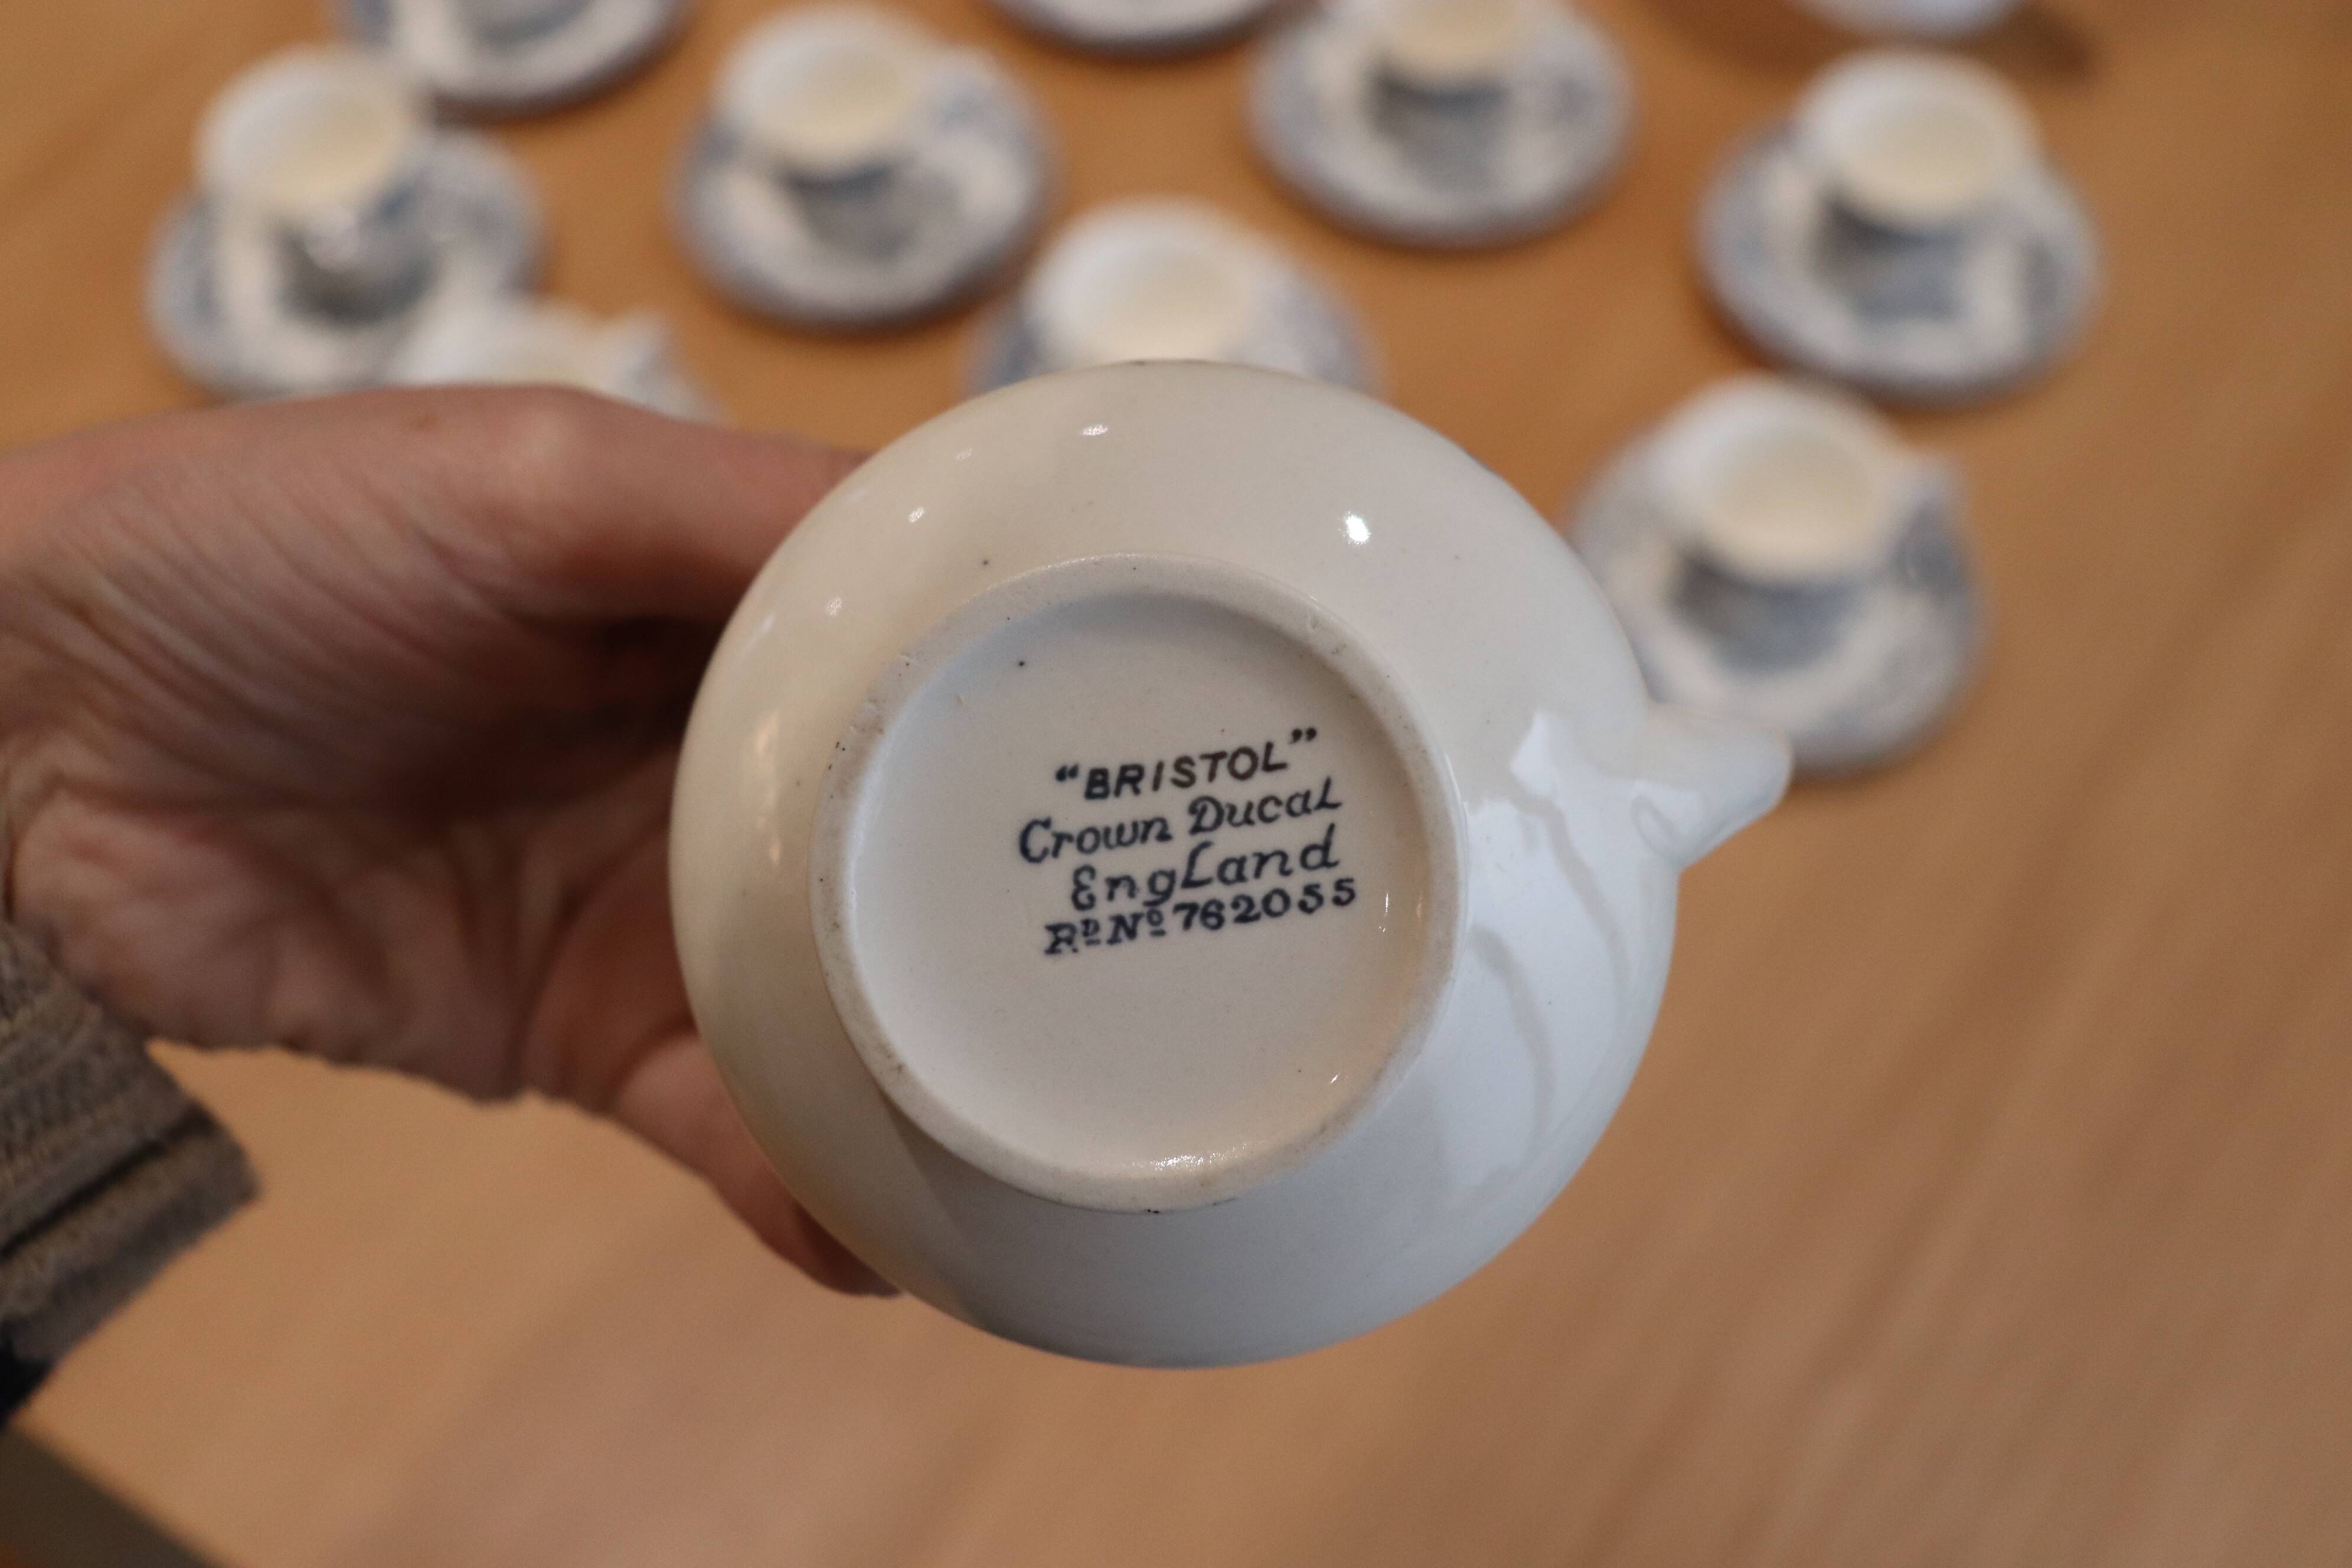 “BRISTOL”
Crown Ducal
England
RD No 762055